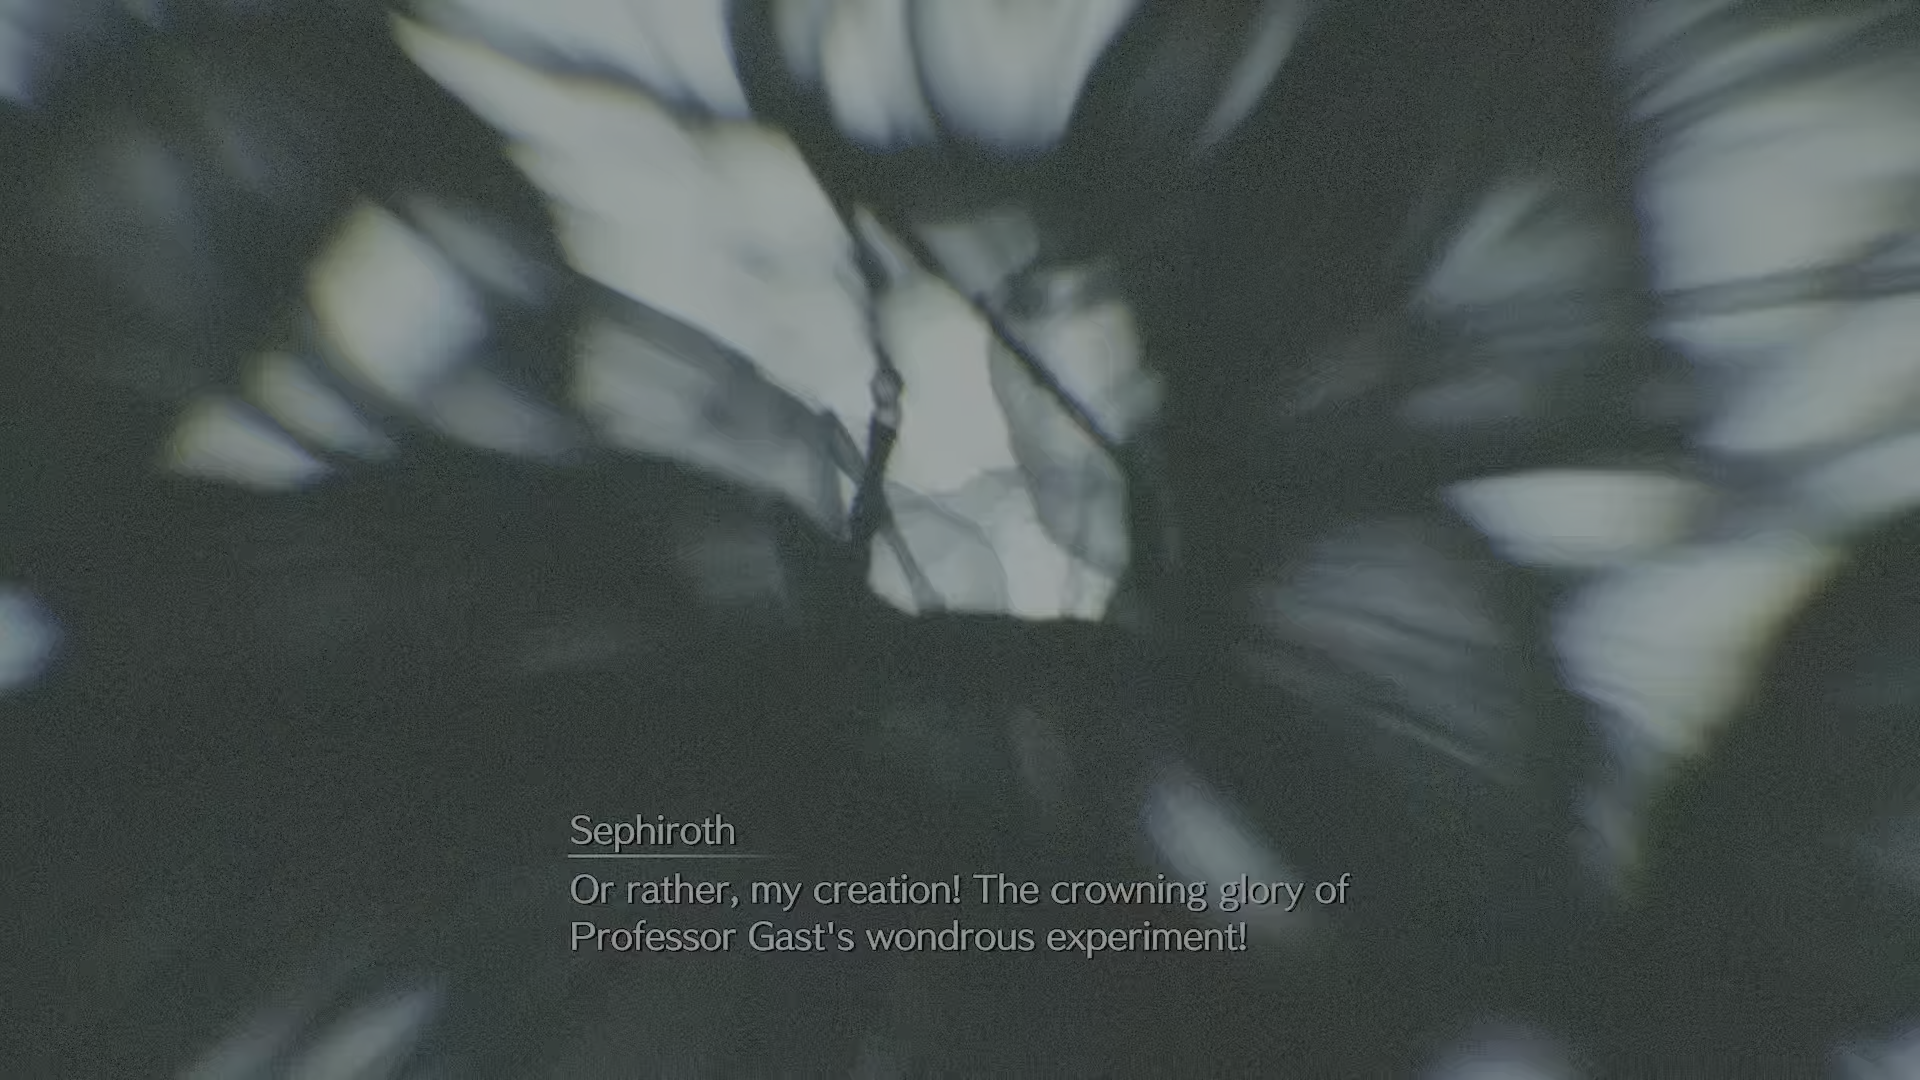 Sephiroth
Or rather, my creation! The crowning glory of
Professor Gast's wondrous experiment!